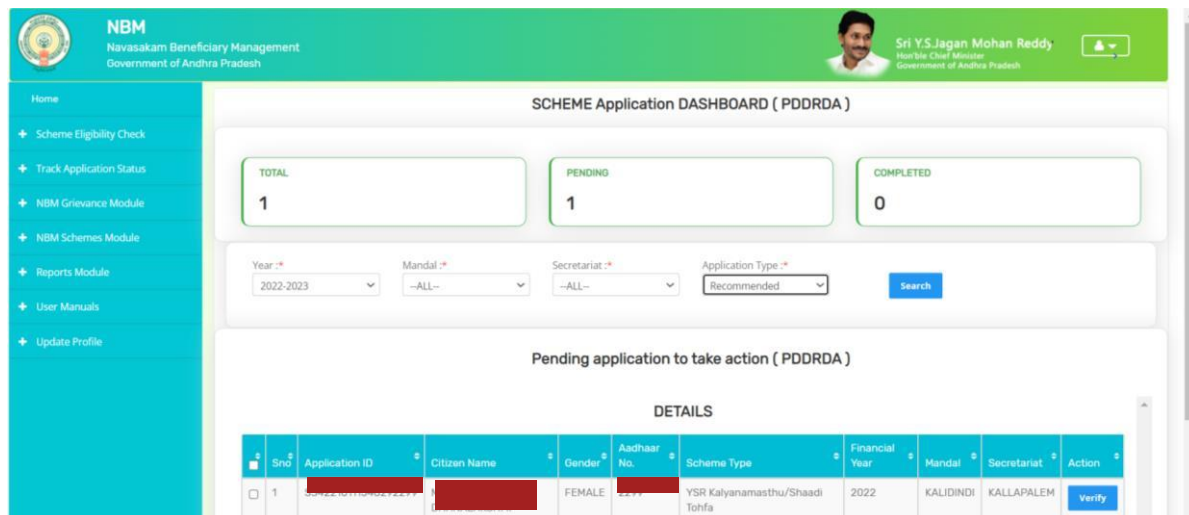 NBM
Navasakam Beneficiary Management
Government of Andhra Pradesh
Sri Y.S.Jagan Mohan Reddy
Hon'ble Chief Minister
Government of Andhra Pradesh
Home
Scheme Eligibility Check
Track Application Status
NBM Grievance Module
NBM Schemes Module
Reports Module
User Manuals
Update Profile
SCHEME Application DASHBOARD ( PDDRDA )
TOTAL
1
PENDING
1
COMPLETED
0
Year :* Mandal :* Secretariat :* Application Type :*
2022-2023 --ALL-- --ALL-- Recommended Search
Pending application to take action ( PDDRDA )
DETAILS
Sno Application ID Citizen Name Gender Aadhaar No. Scheme Type Financial Year Mandal Secretariat Action
1 FEMALE YSR Kalyanamasthu/Shaadi Tohfa 2022 KALIDINDI KALLAPALEM Verify